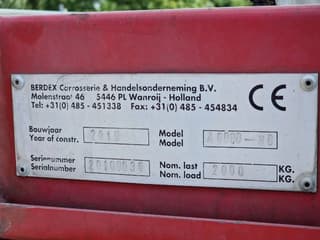 BERDEX Carrosserie & Handelsonderneming B.V.
Molenstraat 46 5446 PL Wanroij - Holland
Tel: +31(0) 485 - 451338 Fax: +31(0) 485 - 454834
CE
Bouwjaar
Year of constr.
Model
Model
Serienummer
Serialnumber
20100036
Nom. last
Nom. load
2000
KG.
KG.